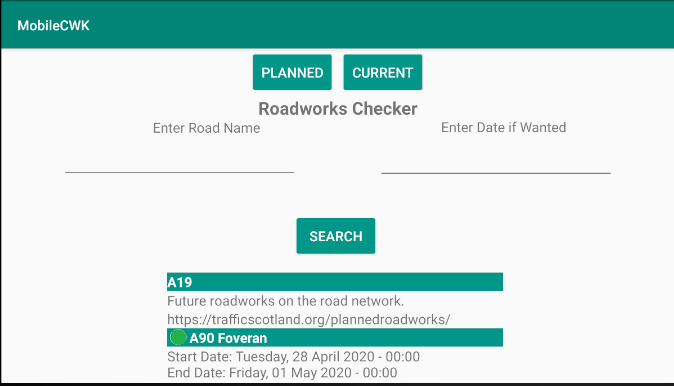 MobileCWK
PLANNED CURRENT
Roadworks Checker
Enter Road Name Enter Date if Wanted
SEARCH
A19
Future roadworks on the road network.
https://trafficscotland.org/plannedroadworks/
A90 Foveran
Start Date: Tuesday, 28 April 2020 - 00:00
End Date: Friday, 01 May 2020 - 00:00